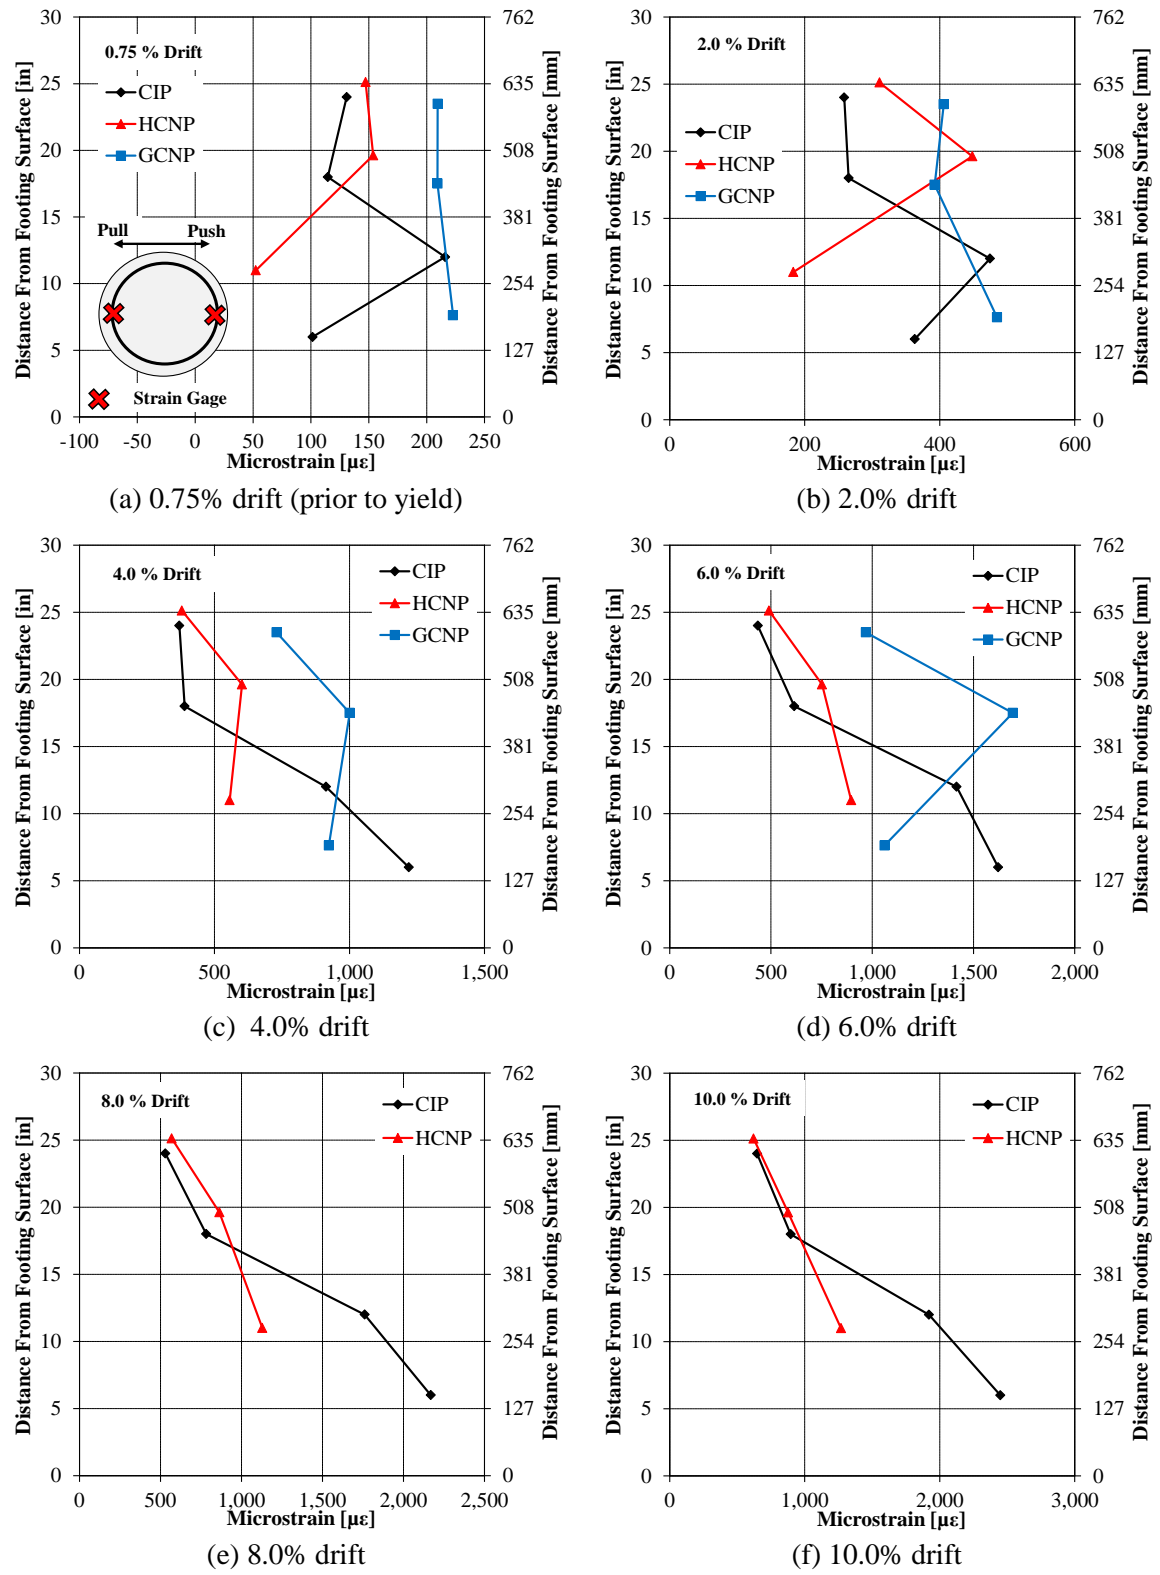 Distance From Footing Surface [in]
30
25
20
15
10
5
0
0.75 % Drift
CIP
HCNP
GCNP
Pull
Push
Strain Gage
-100 -50 0 50 100 150 200 250
Microstrain [µε]
762
635
508
381
254
127
0
Distance From Footing Surface [mm]
(a) 0.75% drift (prior to yield)
Distance From Footing Surface [in]
30
25
20
15
10
5
0
2.0 % Drift
CIP
HCNP
GCNP
0 200 400 600
Microstrain [µε]
762
635
508
381
254
127
0
Distance From Footing Surface [mm]
(b) 2.0% drift
Distance From Footing Surface [in]
30
25
20
15
10
5
0
4.0 % Drift
CIP
HCNP
GCNP
0 500 1,000 1,500
Microstrain [µε]
762
635
508
381
254
127
0
Distance From Footing Surface [mm]
(c) 4.0% drift
Distance From Footing Surface [in]
30
25
20
15
10
5
0
6.0 % Drift
CIP
HCNP
GCNP
0 500 1,000 1,500 2,000
Microstrain [µε]
762
635
508
381
254
127
0
Distance From Footing Surface [mm]
(d) 6.0% drift
Distance From Footing Surface [in]
30
25
20
15
10
5
0
8.0 % Drift
CIP
HCNP
0 500 1,000 1,500 2,000 2,500
Microstrain [µε]
762
635
508
381
254
127
0
Distance From Footing Surface [mm]
(e) 8.0% drift
Distance From Footing Surface [in]
30
25
20
15
10
5
0
10.0 % Drift
CIP
HCNP
0 1,000 2,000 3,000
Microstrain [µε]
762
635
508
381
254
127
0
Distance From Footing Surface [mm]
(f) 10.0% drift